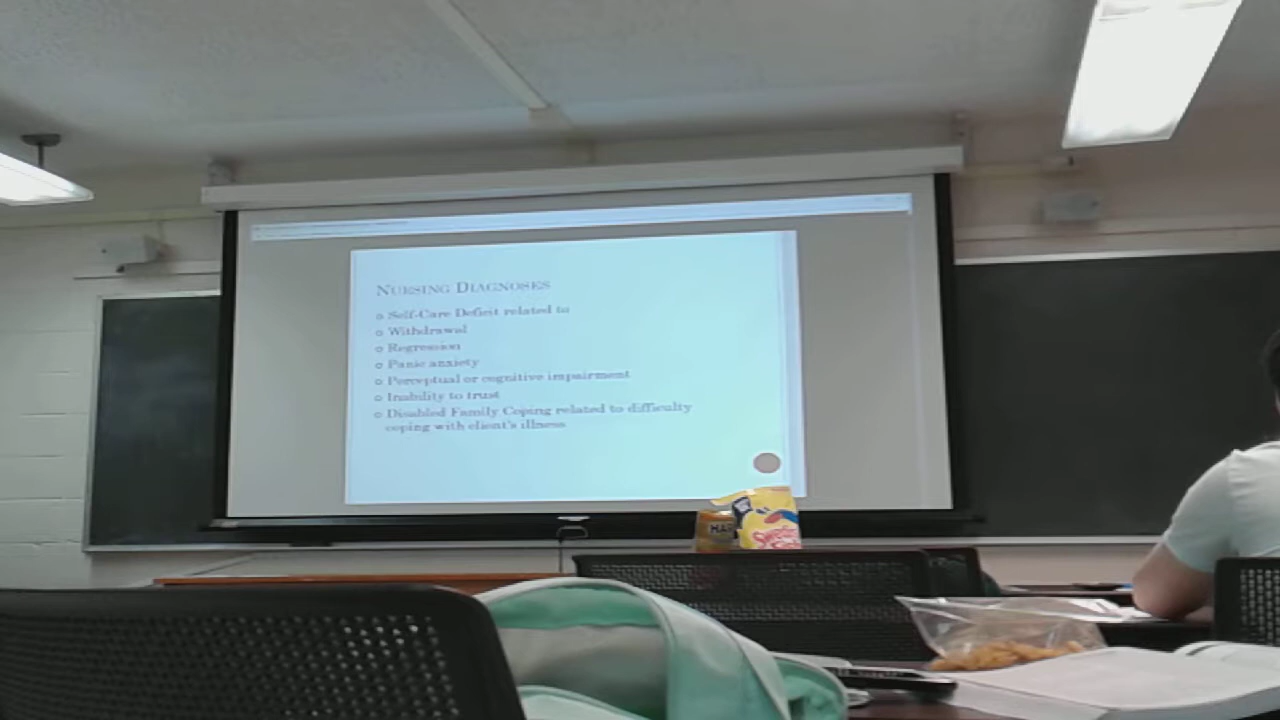 NURSING DIAGNOSES
Self-Care Deficit related to
Withdrawal
Regression
Panic anxiety
Perceptual or cognitive impairment
Inability to trust
Disabled Family Coping related to difficulty
coping with client's illness
HAR